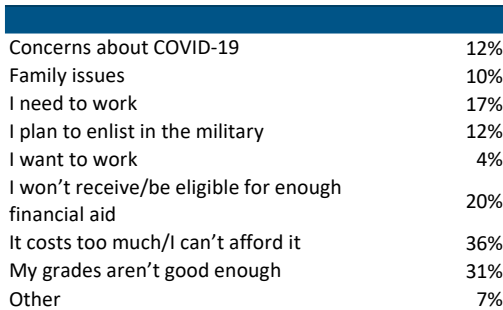 Concerns about COVID-19 12%
Family issues 10%
I need to work 17%
I plan to enlist in the military 12%
I want to work 4%
I won’t receive/be eligible for enough
financial aid 20%
It costs too much/I can’t afford it 36%
My grades aren’t good enough 31%
Other 7%